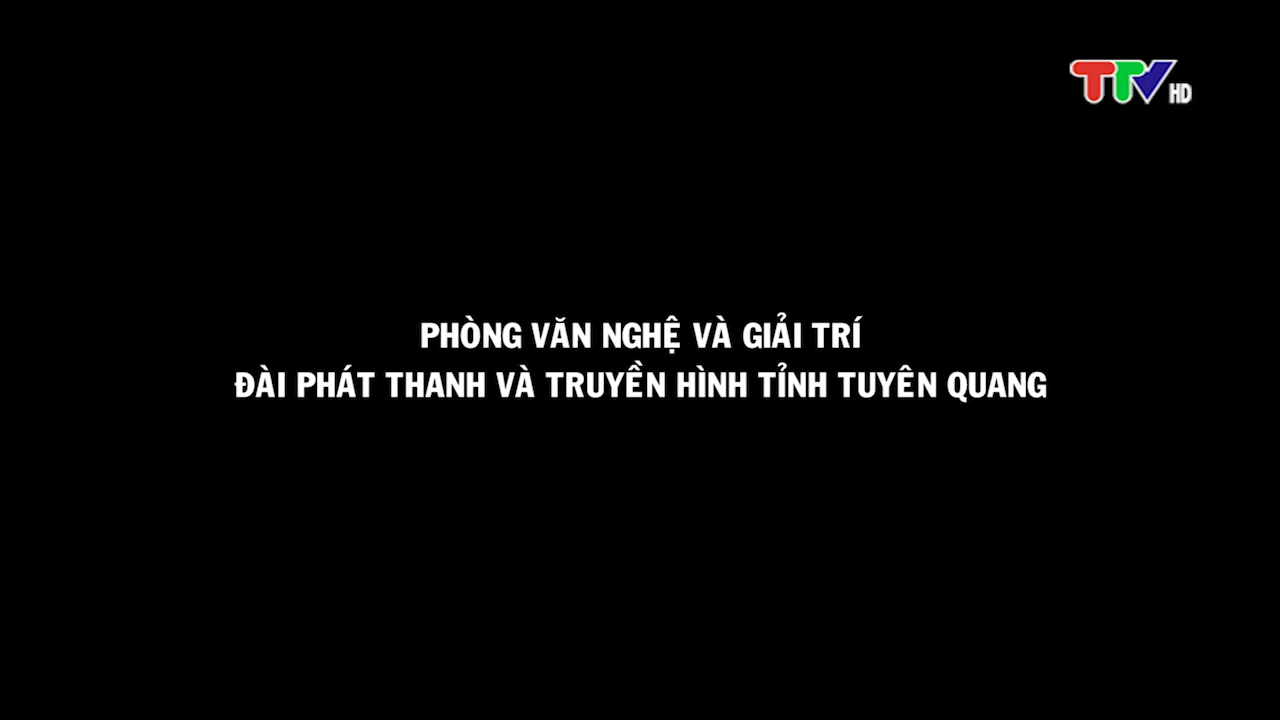 TTV HD
PHÒNG VĂN NGHỆ VÀ GIẢI TRÍ
ĐÀI PHÁT THANH VÀ TRUYỀN HÌNH TỈNH TUYÊN QUANG